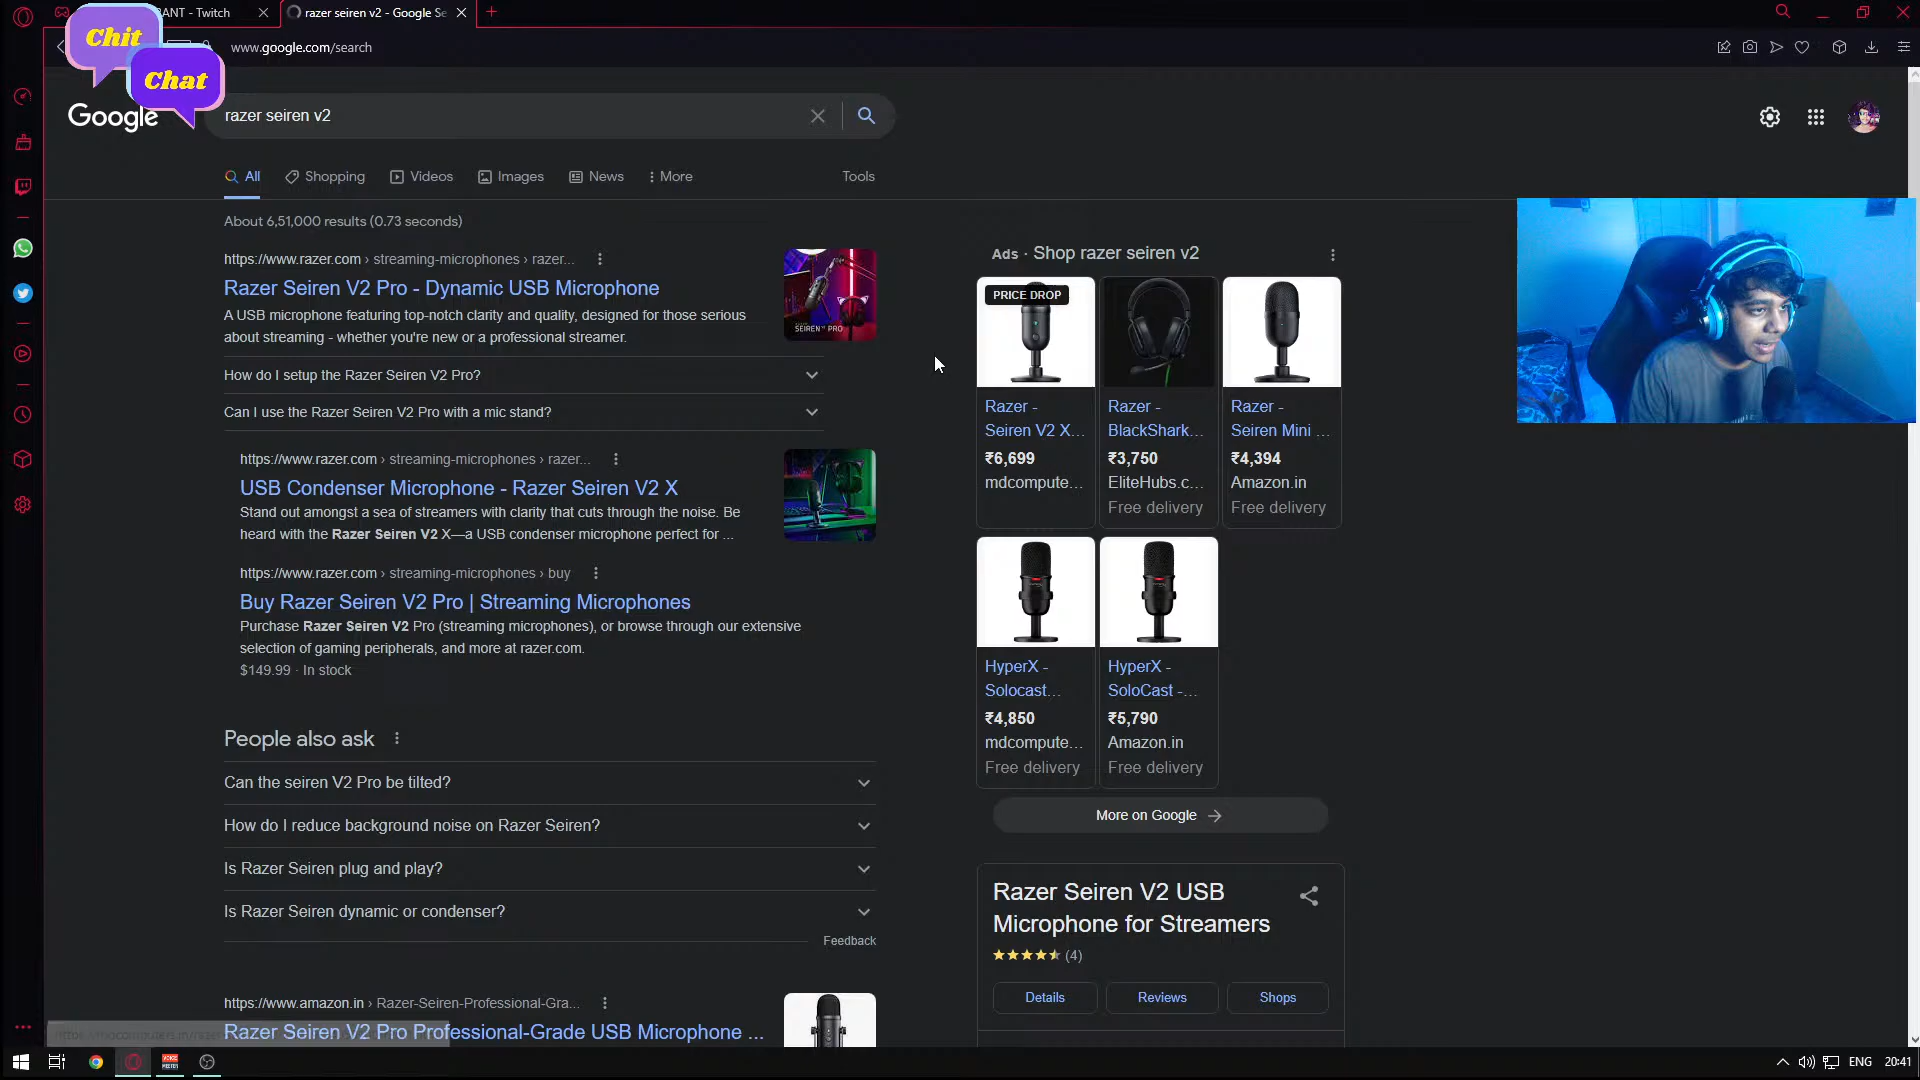 Chit
Chat
ANT - Twitch
razer seiren v2 - Google Se
www.google.com/search
Google
razer seiren v2
All
Shopping
Videos
Images
News
More
Tools
About 6,51,000 results (0.73 seconds)
https://www.razer.com › streaming-microphones › razer...
Razer Seiren V2 Pro - Dynamic USB Microphone
A USB microphone featuring top-notch clarity and quality, designed for those serious
about streaming - whether you're new or a professional streamer.
SEIREN V2 PRO
How do I setup the Razer Seiren V2 Pro?
Can I use the Razer Seiren V2 Pro with a mic stand?
https://www.razer.com › streaming-microphones › razer...
USB Condenser Microphone - Razer Seiren V2 X
Stand out amongst a sea of streamers with clarity that cuts through the noise. Be
heard with the Razer Seiren V2 X—a USB condenser microphone perfect for ...
https://www.razer.com › streaming-microphones › buy
Buy Razer Seiren V2 Pro | Streaming Microphones
Purchase Razer Seiren V2 Pro (streaming microphones), or browse through our extensive
selection of gaming peripherals, and more at razer.com.
$149.99 · In stock
People also ask
Can the seiren V2 Pro be tilted?
How do I reduce background noise on Razer Seiren?
Is Razer Seiren plug and play?
Is Razer Seiren dynamic or condenser?
Feedback
https://www.amazon.in › Razer-Seiren-Professional-Gra...
Razer Seiren V2 Pro Professional-Grade USB Microphone ...
Ads · Shop razer seiren v2
PRICE DROP
Razer -
Seiren V2 X...
₹6,699
mdcompute...
Razer -
BlackShark...
₹3,750
EliteHubs.c...
Free delivery
Razer -
Seiren Mini ...
₹4,394
Amazon.in
Free delivery
HyperX -
Solocast...
₹4,850
mdcompute...
Free delivery
HyperX -
SoloCast -...
₹5,790
Amazon.in
Free delivery
More on Google
Razer Seiren V2 USB
Microphone for Streamers
(4)
Details
Reviews
Shops
ENG
20:41